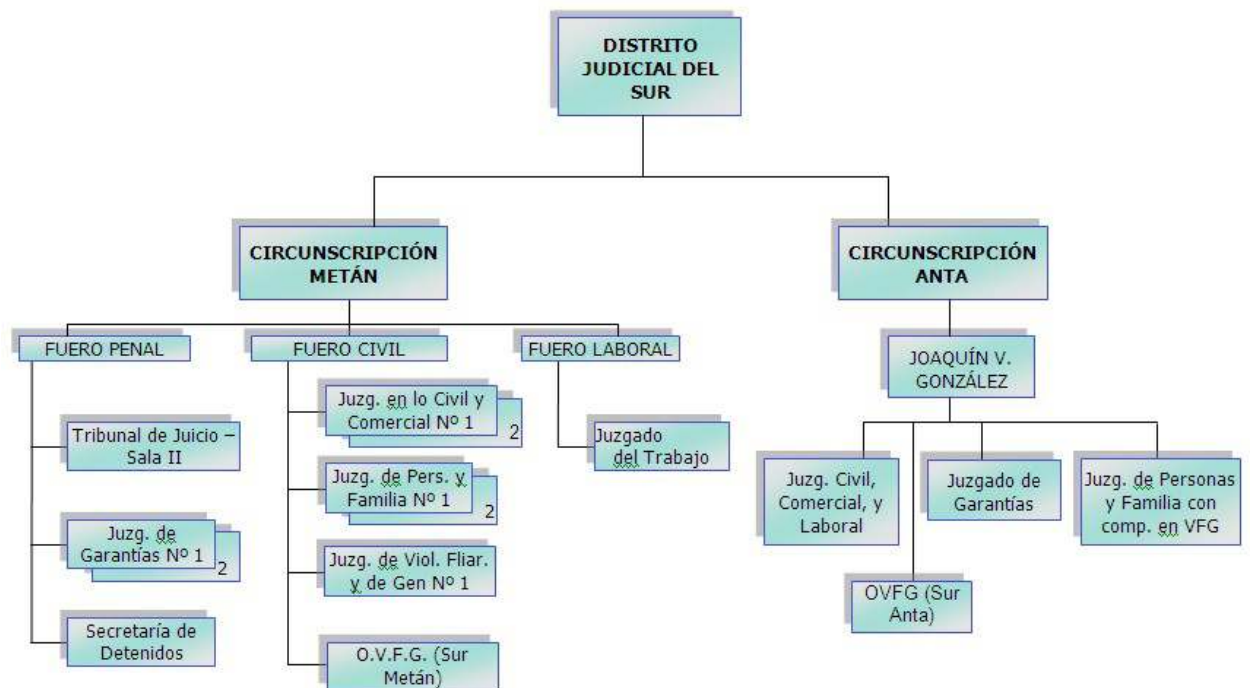 DISTRITO
JUDICIAL DEL
SUR
CIRCUNSCRIPCIÓN
METÁN
CIRCUNSCRIPCIÓN
ANTA
FUERO PENAL
FUERO CIVIL
FUERO LABORAL
JOAQUÍN V.
GONZÁLEZ
Tribunal de Juicio –
Sala II
Juzg. de
Garantías Nº 1
2
Secretaría de
Detenidos
Juzg. en lo Civil y
Comercial Nº 1
2
Juzg. de Pers. y
Familia Nº 1
2
Juzg. de Viol. Fliar.
y de Gen Nº 1
O.V.F.G. (Sur
Metán)
Juzgado
del Trabajo
Juzg. Civil,
Comercial, y
Laboral
OVFG (Sur
Anta)
Juzgado de
Garantías
Juzg. de Personas
y Familia con
comp. en VFG